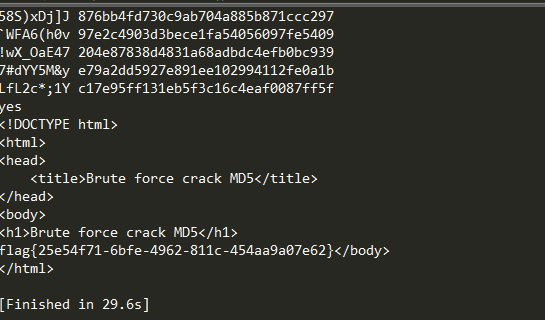 58S)xDj]J 876bb4fd730c9ab704a885b871ccc297
`WFA6(h0v 97e2c4903d3bece1fa54056097fe5409
!wX_OaE47 204e87838d4831a68adbdc4efb0bc939
7#dYY5M&y e79a2dd5927e891ee102994112fe0a1b
LfL2c*;1Y c17e95ff131eb5f3c16c4eaf0087ff5f
yes
<!DOCTYPE html>
<html>
<head>
    <title>Brute force crack MD5</title>
</head>
<body>
<h1>Brute force crack MD5</h1>
flag{25e54f71-6bfe-4962-811c-454aa9a07e62}</body>
</html>
[Finished in 29.6s]